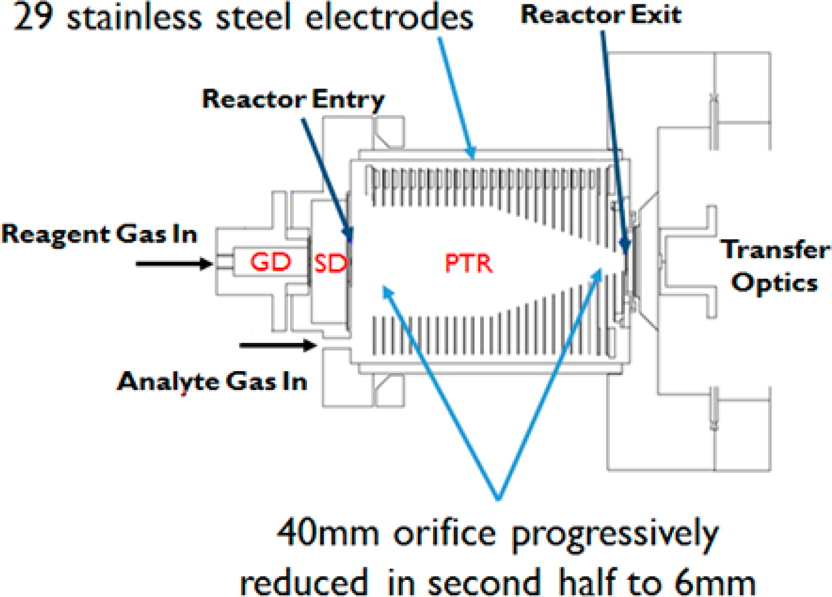 29 stainless steel electrodes
Reactor Exit
Reactor Entry
Reagent Gas In
GD
SD
PTR
Transfer
Optics
Analyte Gas In
40mm orifice progressively
reduced in second half to 6mm